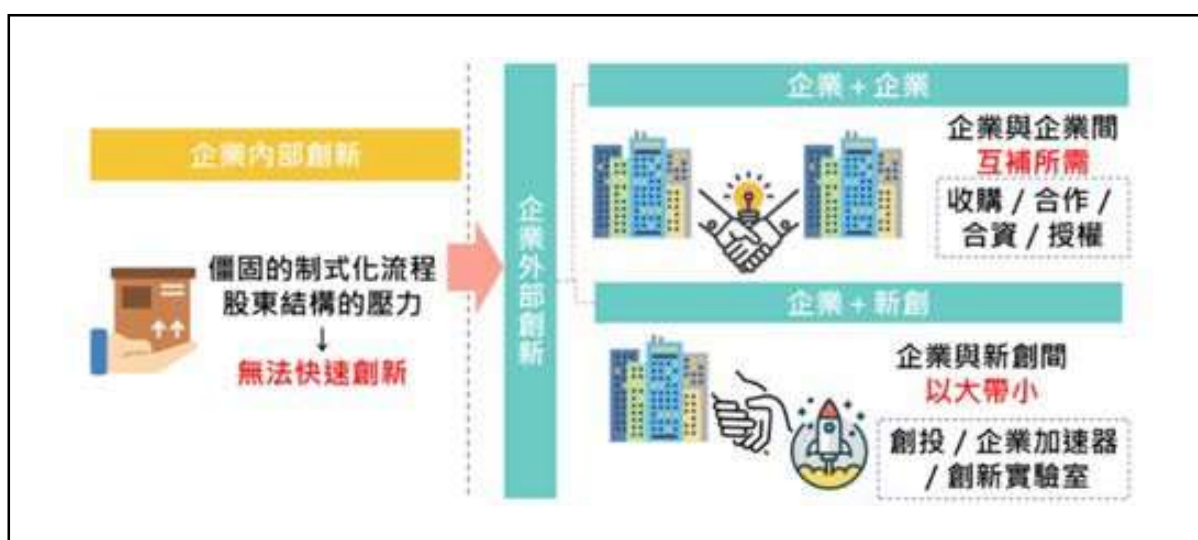 企業內部創新
僵固的制式化流程
股東結構的壓力
↓
無法快速創新
企業外部創新
企業 + 企業
企業與企業間
互補所需
收購 / 合作 /
合資 / 授權
企業 + 新創
企業與新創間
以大帶小
創投 / 企業加速器
/ 創新實驗室